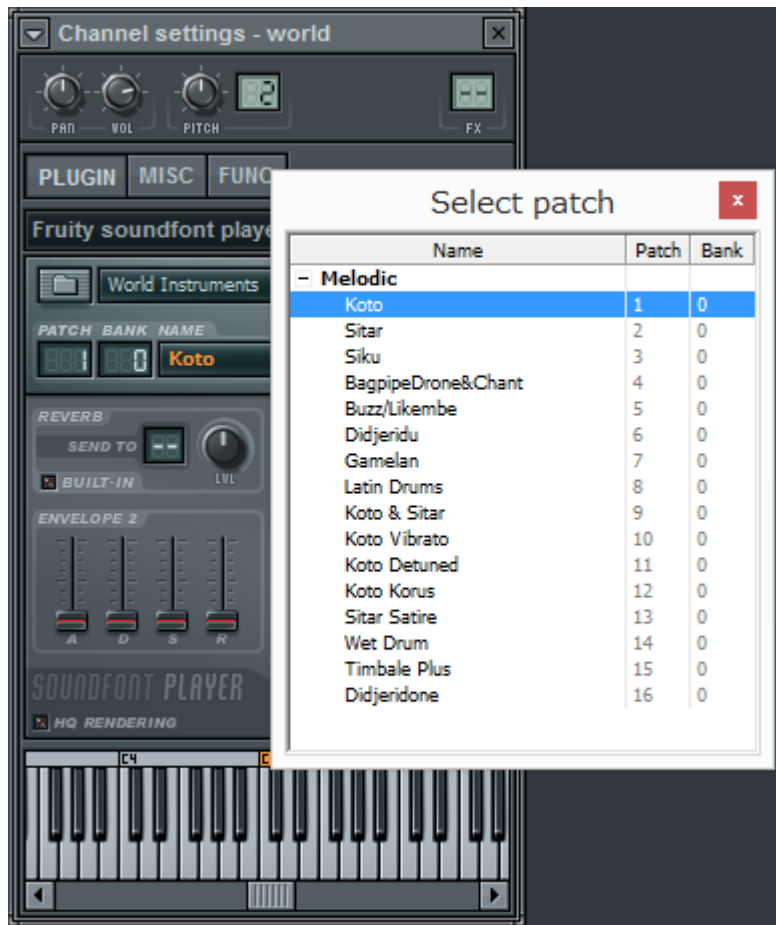 Channel settings - world
2
--
PAN VOL PITCH FX
PLUGIN MISC FUNC
Fruity soundfont playe
World Instruments
PATCH BANK NAME
1 0 Koto
REVERB
SEND TO --
BUILT-IN LVL
ENVELOPE 2
A D S R
SOUNDFONT PLAYER
HQ RENDERING
C4 C
Select patch x
Name Patch Bank
Melodic
Koto 1 0
Sitar 2 0
Siku 3 0
BagpipeDrone&Chant 4 0
Buzz/Likembe 5 0
Didjeridu 6 0
Gamelan 7 0
Latin Drums 8 0
Koto & Sitar 9 0
Koto Vibrato 10 0
Koto Detuned 11 0
Koto Korus 12 0
Sitar Satire 13 0
Wet Drum 14 0
Timbale Plus 15 0
Didjeridone 16 0